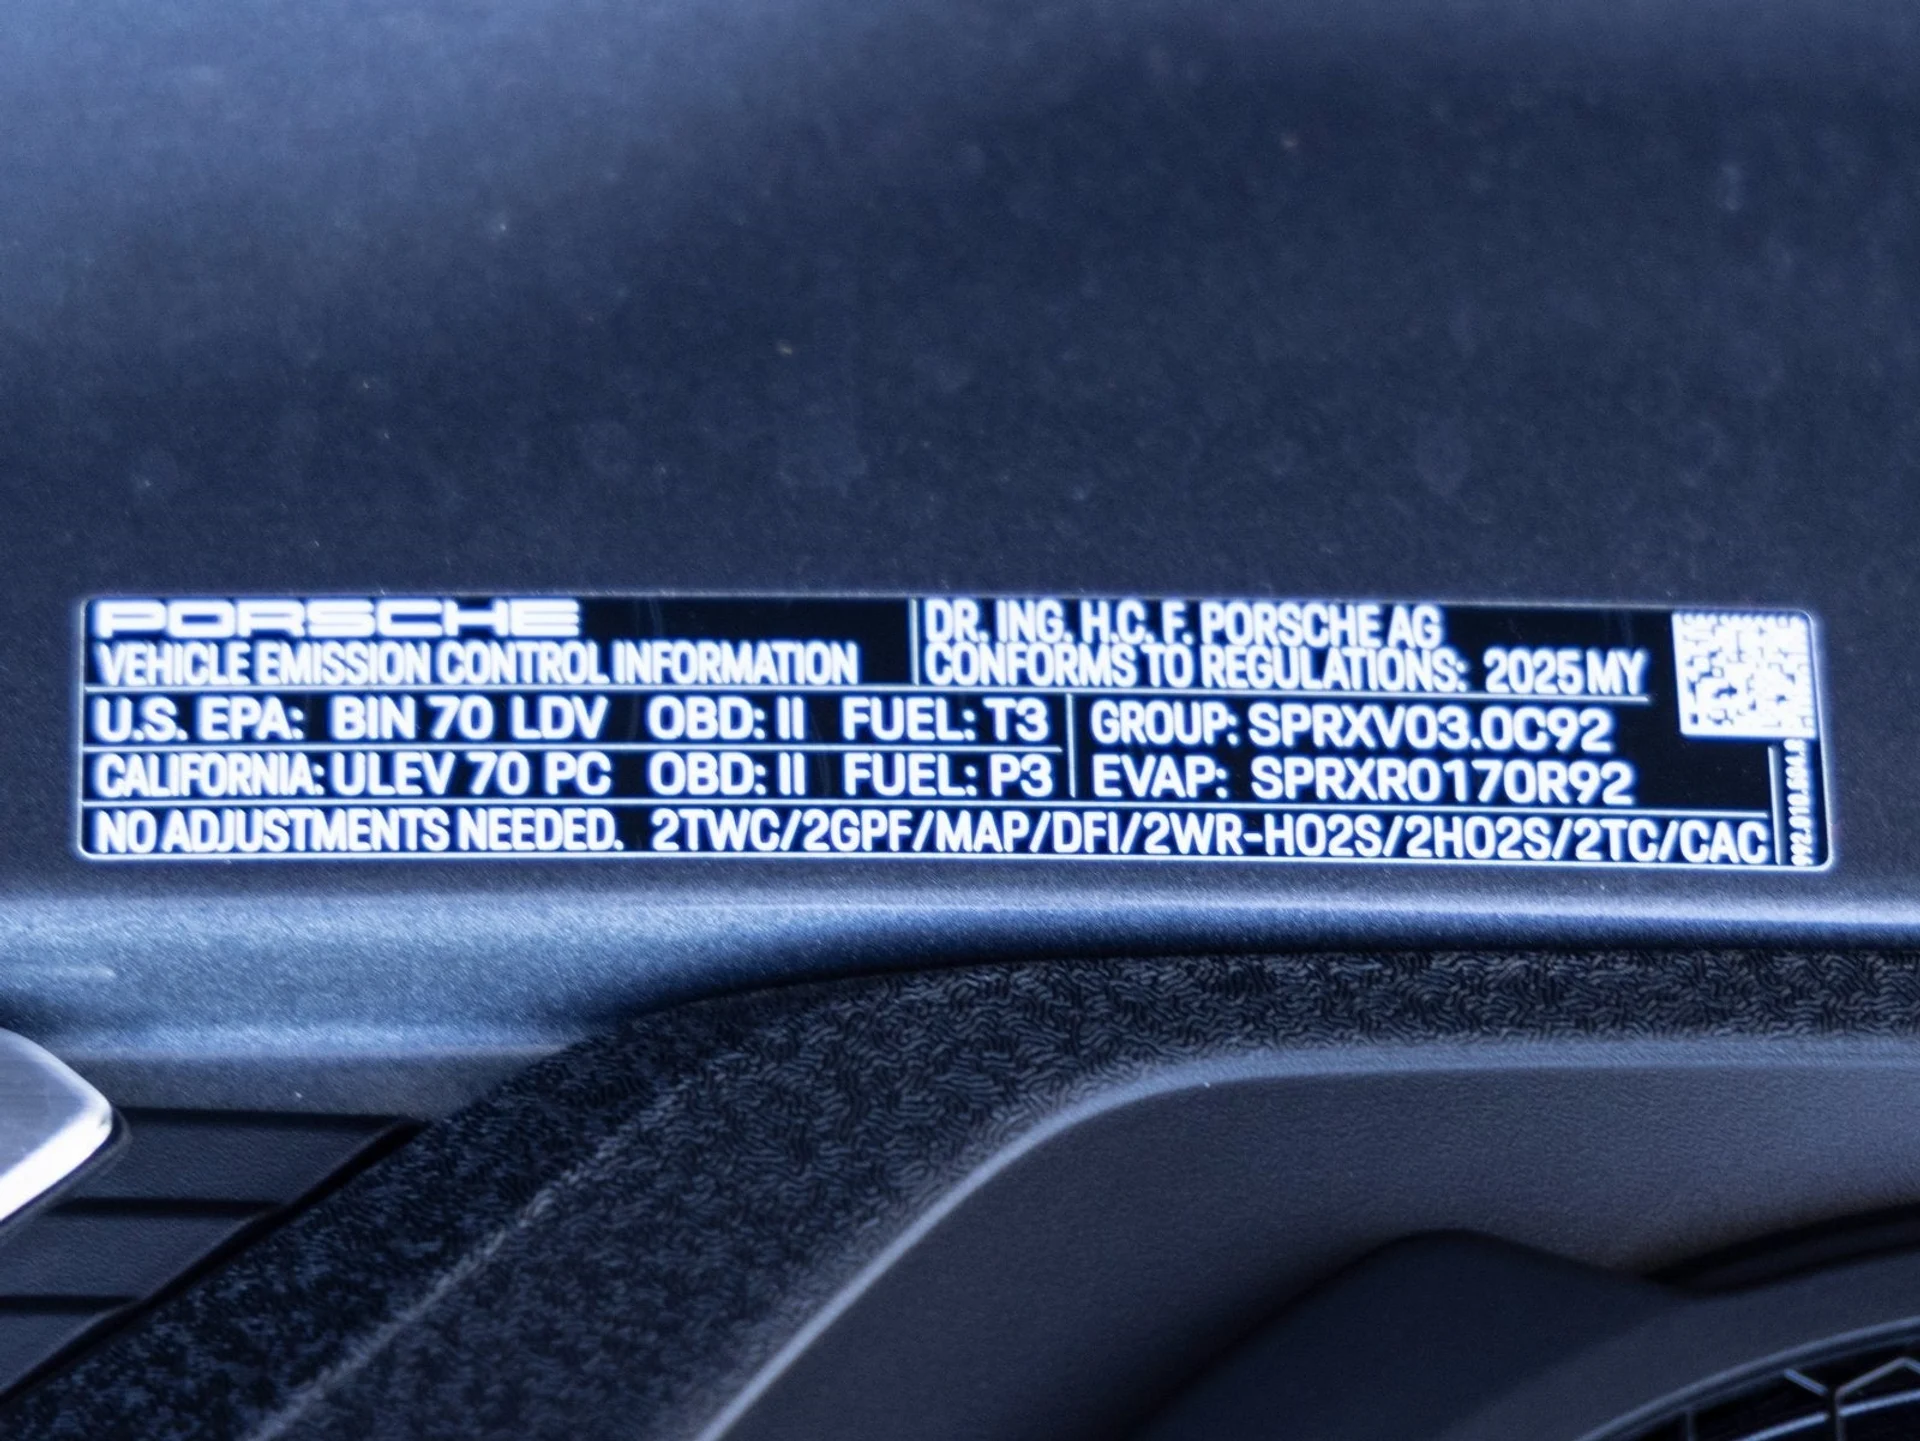 PORSCHE
VEHICLE EMISSION CONTROL INFORMATION
DR. ING. H.C. F. PORSCHE AG
CONFORMS TO REGULATIONS: 2025 MY
U.S. EPA: BIN 70 LDV OBD: II FUEL: T3
CALIFORNIA: ULEV 70 PC OBD: II FUEL: P3
GROUP: SPRXV03.0C92
EVAP: SPRXR0170R92
NO ADJUSTMENTS NEEDED. 2TWC/2GPF/MAP/DFI/2WR-HO2S/2HO2S/2TC/CAC